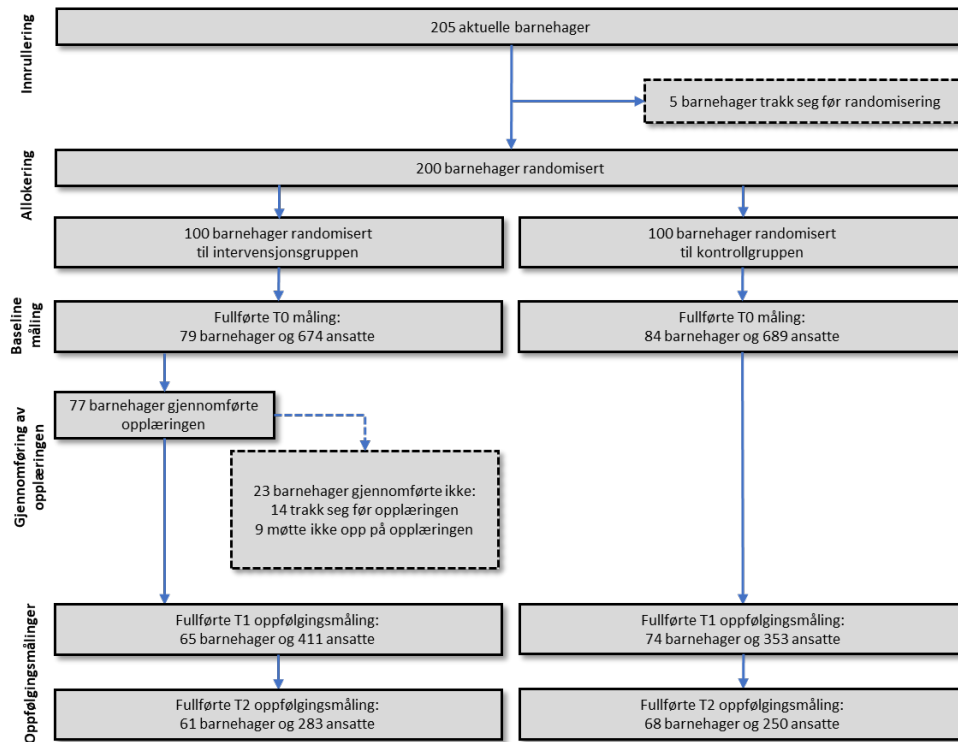 Innrullering
205 aktuelle barnehager
5 barnehager trakk seg før randomisering
Allokering
200 barnehager randomisert
100 barnehager randomisert
til intervensjonsgruppen
100 barnehager randomisert
til kontrollgruppen
Baseline
måling
Fullførte T0 måling:
79 barnehager og 674 ansatte
Fullførte T0 måling:
84 barnehager og 689 ansatte
Gjennomføring av
opplæringen
77 barnehager gjennomførte
opplæringen
23 barnehager gjennomførte ikke:
14 trakk seg før opplæringen
9 møtte ikke opp på opplæringen
Oppfølgingsmålinger
Fullførte T1 oppfølgingsmåling:
65 barnehager og 411 ansatte
Fullførte T1 oppfølgingsmåling:
74 barnehager og 353 ansatte
Fullførte T2 oppfølgingsmåling:
61 barnehager og 283 ansatte
Fullførte T2 oppfølgingsmåling:
68 barnehager og 250 ansatte